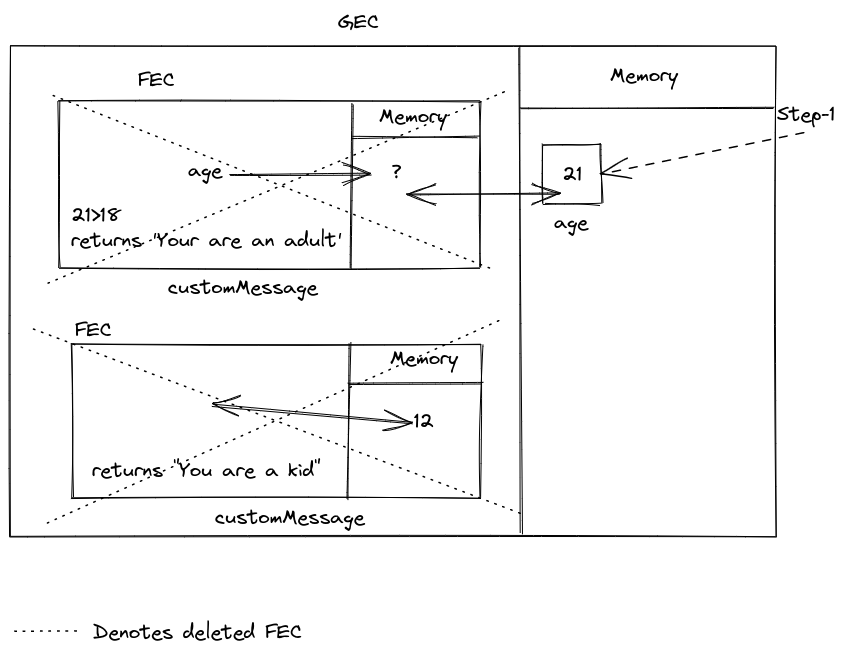 GEC
FEC
Memory
Memory
Step-1
age
?
21
21>18
returns 'Your are an adult'
age
customMessage
FEC
Memory
12
returns "You are a kid"
customMessage
Denotes deleted FEC